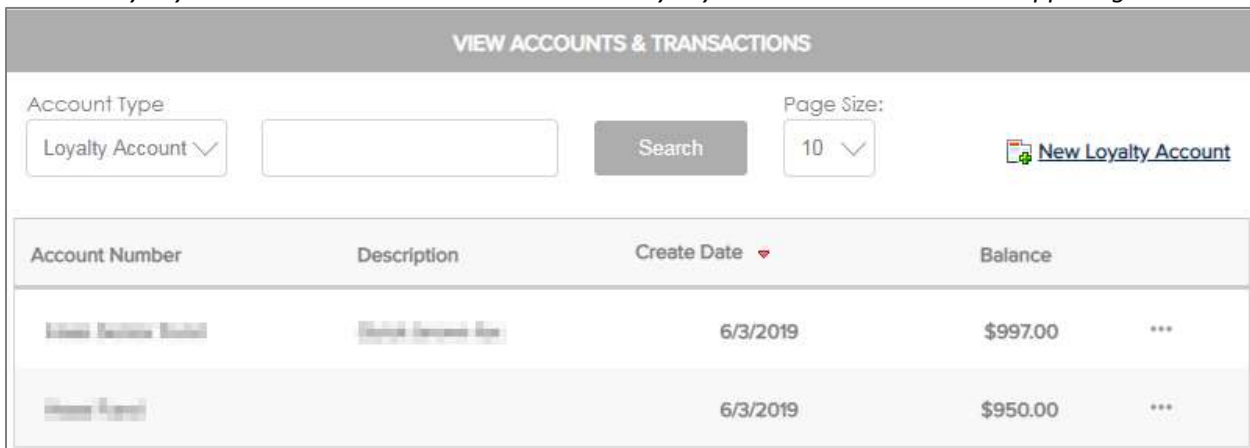 VIEW ACCOUNTS & TRANSACTIONS
Account Type
Page Size:
Loyalty Account
Search
10
New Loyalty Account
Account Number Description Create Date Balance
6/3/2019 $997.00 ...
6/3/2019 $950.00 ...